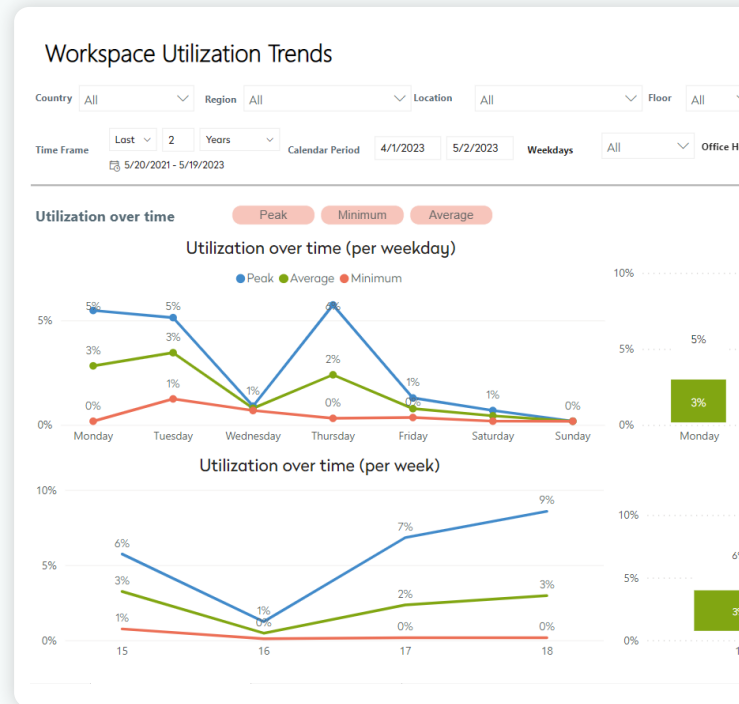 Workspace Utilization Trends
Country All Region All Location All Floor All
Time Frame Last 2 Years Calendar Period 4/1/2023 5/2/2023 Weekdays All Office H
5/20/2021 - 5/19/2023
Utilization over time Peak Minimum Average
Utilization over time (per weekday)
Peak Average Minimum
5%
0%
5% 5% 6% 1% 1% 0%
3% 3% 1% 2% 0%
0% 1% 0%
Monday Tuesday Wednesday Thursday Friday Saturday Sunday
10%
5%
0%
5%
3%
Monday
Utilization over time (per week)
10%
5%
0%
6% 1% 7% 9%
3% 0% 2% 3%
1% 0% 0%
15 16 17 18
10%
5%
0%